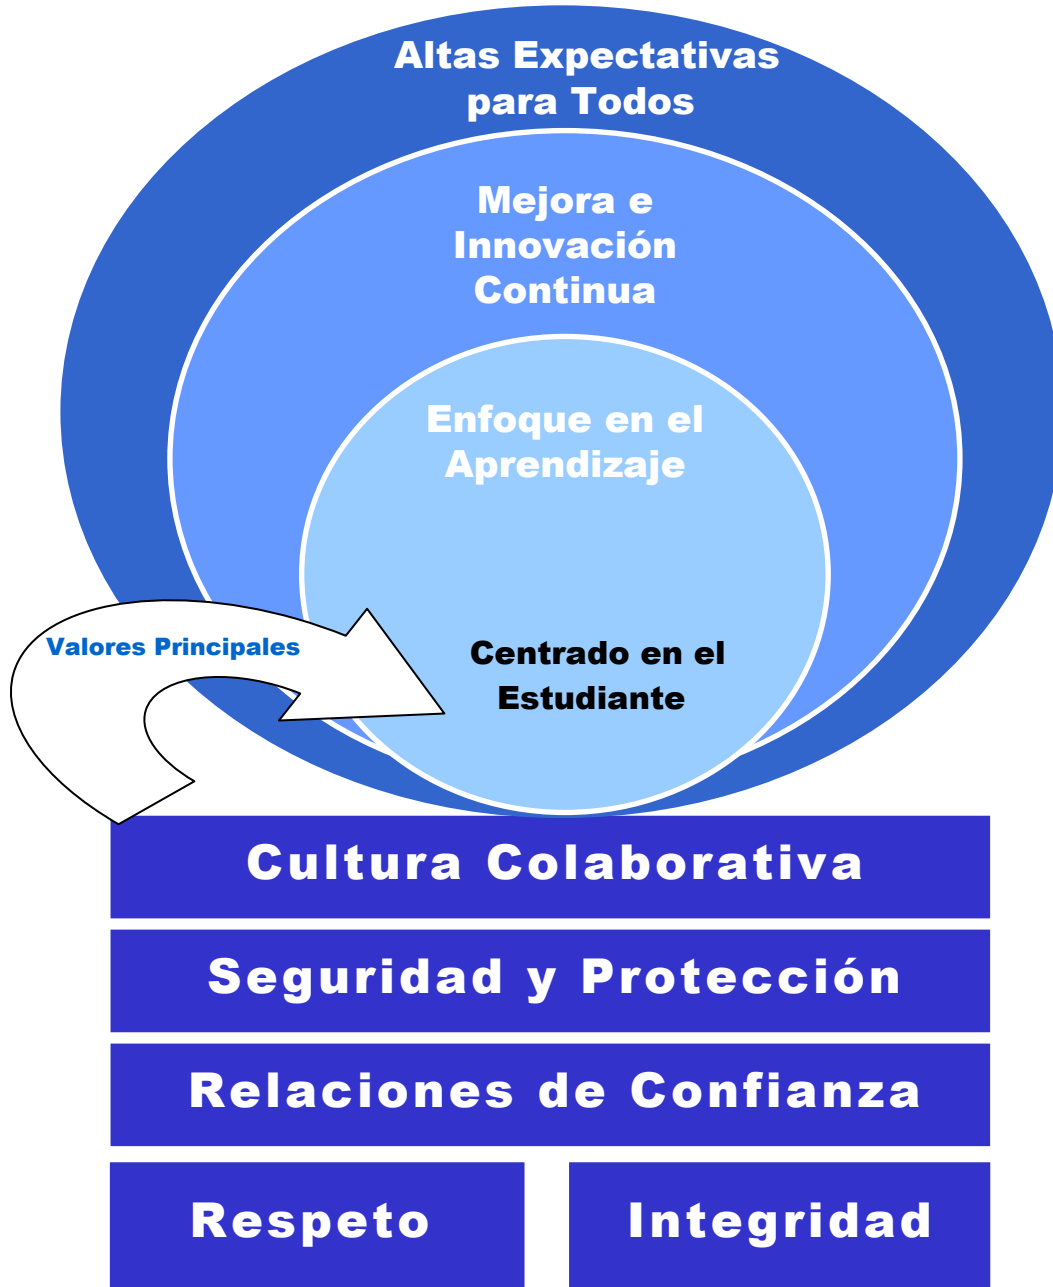 Altas Expectativas
para Todos
Mejora e
Innovación
Continua
Enfoque en el
Aprendizaje
Valores Principales
Centrado en el
Estudiante
Cultura Colaborativa
Seguridad y Protección
Relaciones de Confianza
Respeto
Integridad